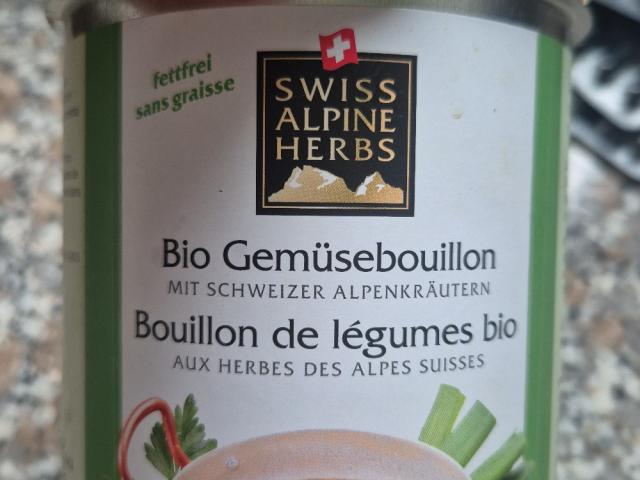 fettfrei
sans graisse
SWISS
ALPINE
HERBS
Bio Gemüsebouillon
MIT SCHWEIZER ALPENKRÄUTERN
Bouillon de légumes bio
AUX HERBES DES ALPES SUISSES